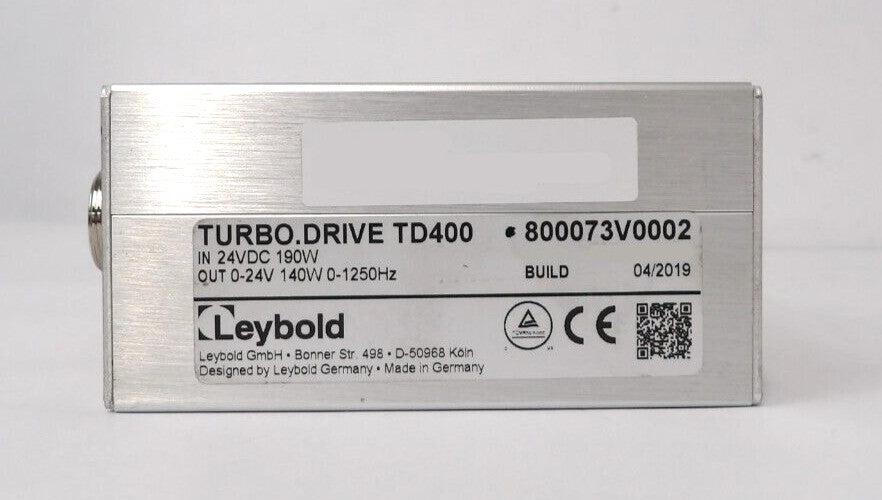 TURBO.DRIVE TD400 • 800073V0002
IN 24VDC 190W
OUT 0-24V 140W 0-1250Hz BUILD 04/2019
Leybold
CE
Leybold GmbH • Bonner Str. 498 • D-50968 Köln
Designed by Leybold Germany • Made in Germany